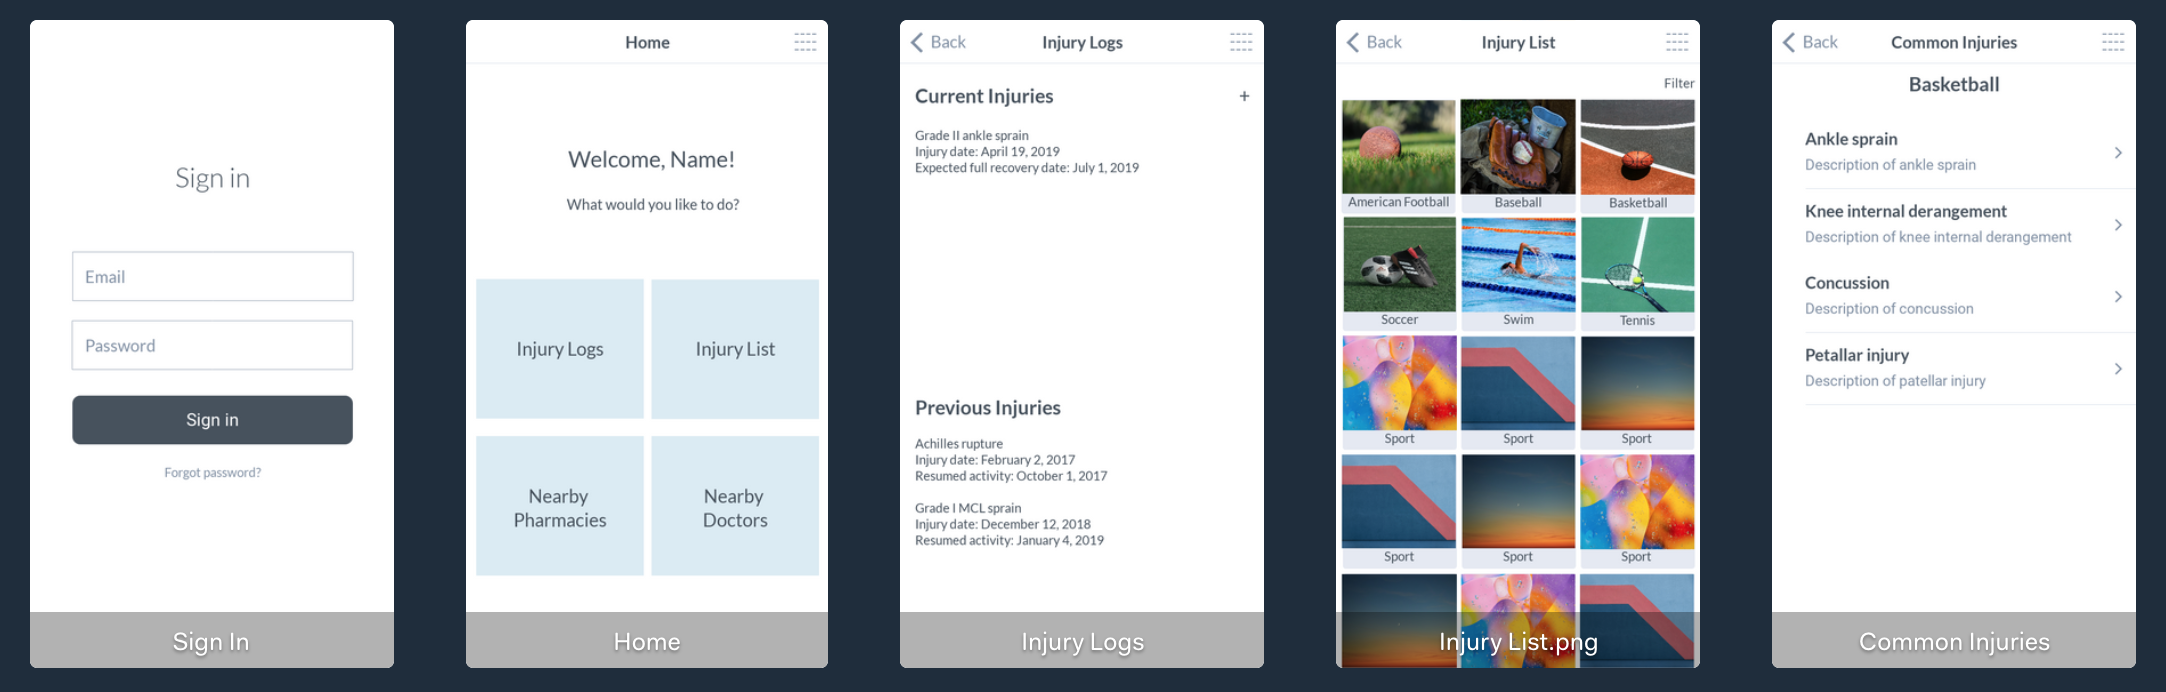 Sign in
Email
Password
Sign in
Forgot password?
Sign In
Home
Welcome, Name!
What would you like to do?
Injury Logs
Injury List
Nearby
Pharmacies
Nearby
Doctors
Home
Back
Injury Logs
Current Injuries
+
Grade II ankle sprain
Injury date: April 19, 2019
Expected full recovery date: July 1, 2019
Previous Injuries
Achilles rupture
Injury date: February 2, 2017
Resumed activity: October 1, 2017
Grade I MCL sprain
Injury date: December 12, 2018
Resumed activity: January 4, 2019
Injury Logs
Back
Injury List
Filter
American Football
Baseball
Basketball
Soccer
Swim
Tennis
Sport
Sport
Sport
Sport
Sport
Sport
Injury List.png
Back
Common Injuries
Basketball
Ankle sprain
Description of ankle sprain
Knee internal derangement
Description of knee internal derangement
Concussion
Description of concussion
Petallar injury
Description of patellar injury
Common Injuries